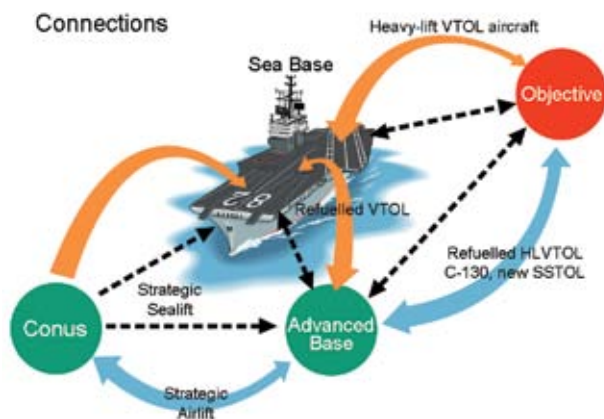 Connections
Heavy-lift VTOL aircraft
Sea Base
Objective
28
Refuelled VTOL
Refuelled HLVTOL
C-130, new SSTOL
Strategic
Sealift
Conus
Advanced
Base
Strategic
Airlift